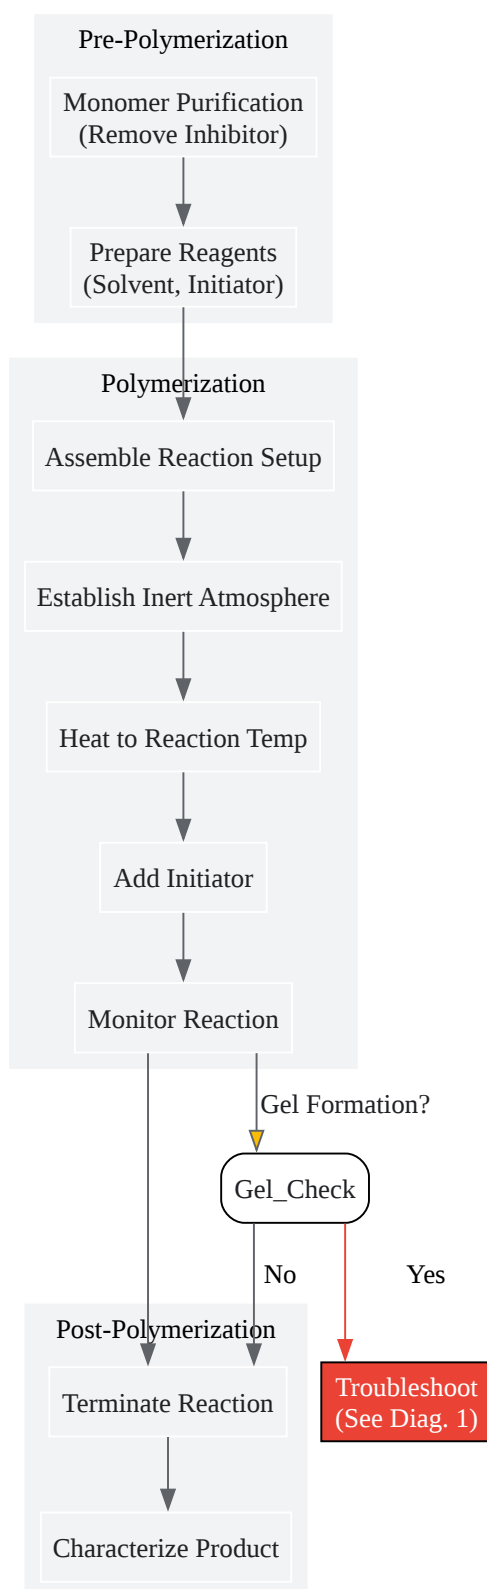 Pre-Polymerization
Monomer Purification
(Remove Inhibitor)
Prepare Reagents
(Solvent, Initiator)
Polymerization
Assemble Reaction Setup
Establish Inert Atmosphere
Heat to Reaction Temp
Add Initiator
Monitor Reaction
Gel Formation?
Gel_Check
No
Yes
Post-Polymerization
Terminate Reaction
Troubleshoot
(See Diag. 1)
Characterize Product